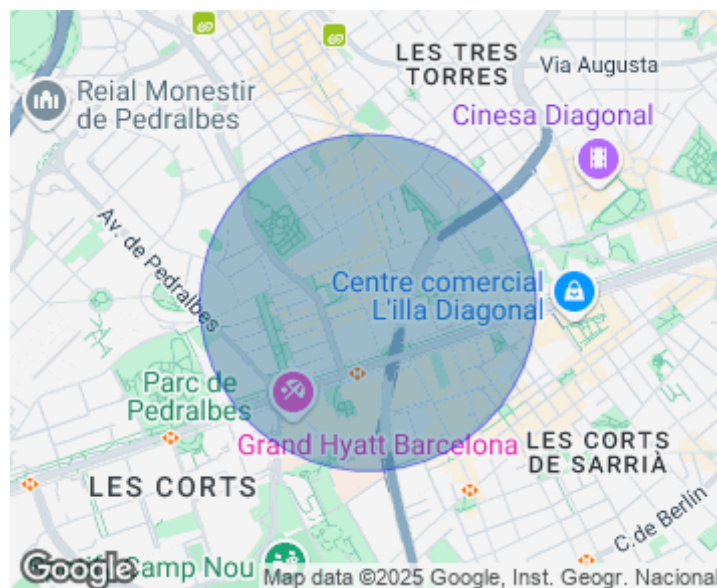 LES TRES
TORRES
Via Augusta
Reial Monestir
de Pedralbes
Cinesa Diagonal
Av. de Pedralbes
Centre comercial
L'illa Diagonal
Parc de
Pedralbes
Grand Hyatt Barcelona
LES CORTS
DE SARRIÀ
LES CORTS
C. de Berlín
Camp Nou
Google
Map data ©2025 Google, Inst. Geogr. Nacional